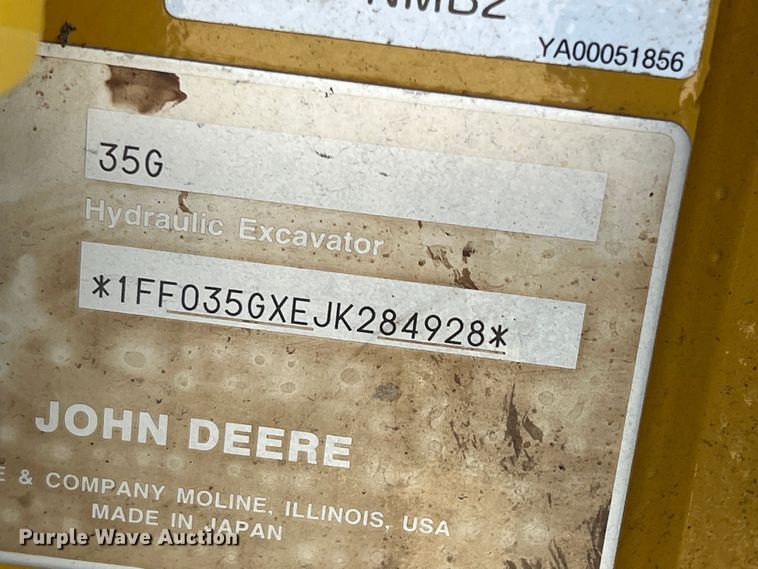 NMB2
YA00051856
35G
Hydraulic Excavator
*1FF035GXEJK284928*
JOHN DEERE
& COMPANY MOLINE, ILLINOIS, USA
MADE IN JAPAN
Purple Wave Auction